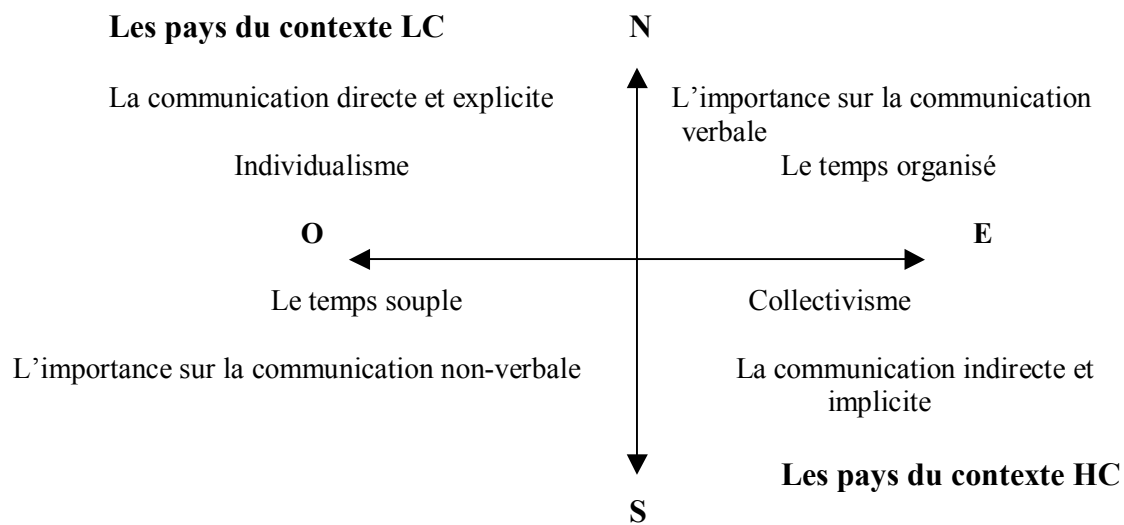 Les pays du contexte LC
N
La communication directe et explicite
L’importance sur la communication
verbale
Individualisme
Le temps organisé
O
E
Le temps souple
Collectivisme
L’importance sur la communication non-verbale
La communication indirecte et
implicite
Les pays du contexte HC
S